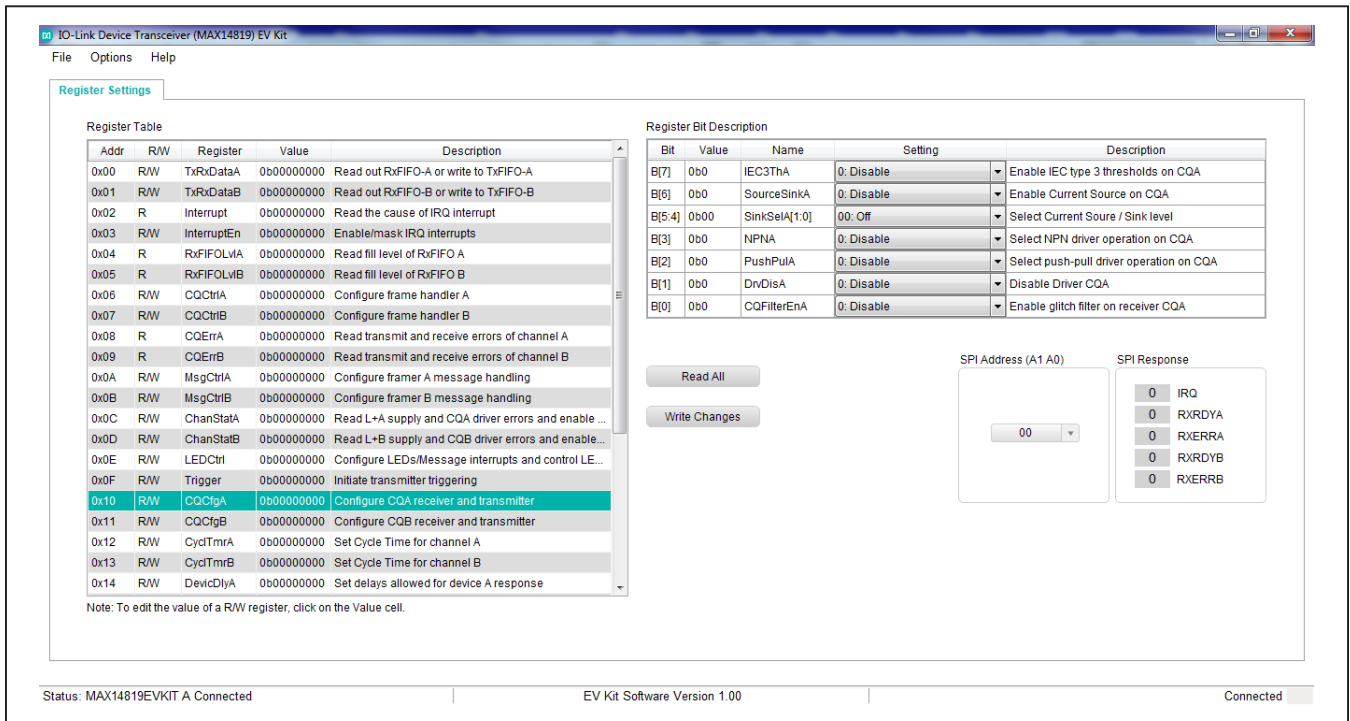 IO-Link Device Transceiver (MAX14819) EV Kit
File Options Help
Register Settings
Register Table
Addr R/W Register Value Description
0x00 R/W TxRxDataA 0b00000000 Read out RxFIFO-A or write to TxFIFO-A
0x01 R/W TxRxDataB 0b00000000 Read out RxFIFO-B or write to TxFIFO-B
0x02 R Interrupt 0b00000000 Read the cause of IRQ interrupt
0x03 R/W InterruptEn 0b00000000 Enable/mask IRQ interrupts
0x04 R RxFIFOLvlA 0b00000000 Read fill level of RxFIFO A
0x05 R RxFIFOLvlB 0b00000000 Read fill level of RxFIFO B
0x06 R/W CQCtrlA 0b00000000 Configure frame handler A
0x07 R/W CQCtrlB 0b00000000 Configure frame handler B
0x08 R CQErrA 0b00000000 Read transmit and receive errors of channel A
0x09 R CQErrB 0b00000000 Read transmit and receive errors of channel B
0x0A R/W MsgCtrlA 0b00000000 Configure framer A message handling
0x0B R/W MsgCtrlB 0b00000000 Configure framer B message handling
0x0C R/W ChanStatA 0b00000000 Read L+A supply and CQA driver errors and enable ...
0x0D R/W ChanStatB 0b00000000 Read L+B supply and CQB driver errors and enable...
0x0E R/W LEDCtrl 0b00000000 Configure LEDs/Message interrupts and control LE...
0x0F R/W Trigger 0b00000000 Initiate transmitter triggering
0x10 R/W CQCfgA 0b00000000 Configure CQA receiver and transmitter
0x11 R/W CQCfgB 0b00000000 Configure CQB receiver and transmitter
0x12 R/W CyclTmrA 0b00000000 Set Cycle Time for channel A
0x13 R/W CyclTmrB 0b00000000 Set Cycle Time for channel B
0x14 R/W DevicDlyA 0b00000000 Set delays allowed for device A response
Note: To edit the value of a R/W register, click on the Value cell.
Register Bit Description
Bit Value Name Setting Description
B[7] 0b0 IEC3ThA 0: Disable Enable IEC type 3 thresholds on CQA
B[6] 0b0 SourceSinkA 0: Disable Enable Current Source on CQA
B[5:4] 0b00 SinkSelA[1:0] 00: Off Select Current Soure / Sink level
B[3] 0b0 NPNA 0: Disable Select NPN driver operation on CQA
B[2] 0b0 PushPulA 0: Disable Select push-pull driver operation on CQA
B[1] 0b0 DrvDisA 0: Disable Disable Driver CQA
B[0] 0b0 CQFilterEnA 0: Disable Enable glitch filter on receiver CQA
Read All
Write Changes
SPI Address (A1 A0)
00
SPI Response
0 IRQ
0 RXRDYA
0 RXERRA
0 RXRDYB
0 RXERRB
Status: MAX14819EVKIT A Connected EV Kit Software Version 1.00 Connected